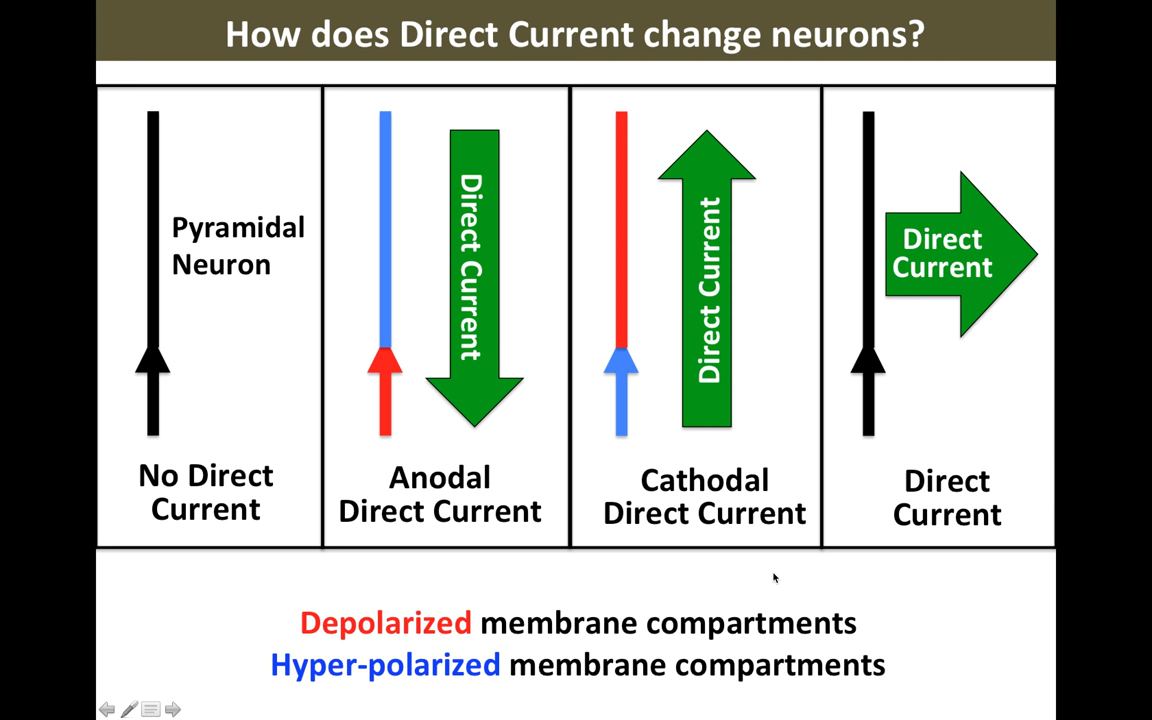 How does Direct Current change neurons?
Pyramidal
Neuron
No Direct
Current
Direct Current
Anodal
Direct Current
Direct Current
Cathodal
Direct Current
Direct
Current
Direct
Current
Depolarized membrane compartments
Hyper-polarized membrane compartments